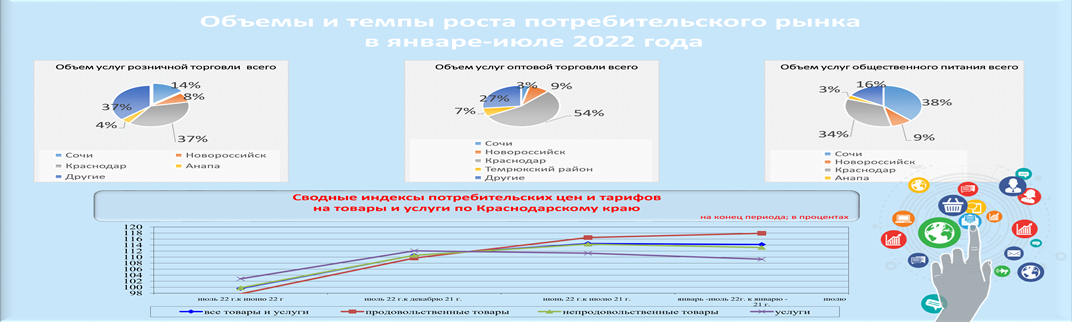 Объемы и темпы роста потребительского рынка
в январе-июле 2022 года
Объем услуг розничной торговли всего
14%
8%
37%
4%
37%
Сочи
Новороссийск
Краснодар
Анапа
Другие
Объем услуг оптовой торговли всего
3%
9%
54%
7%
27%
Сочи
Новороссийск
Краснодар
Темрюкский район
Другие
Объем услуг общественного питания всего
16%
38%
9%
34%
3%
Сочи
Новороссийск
Краснодар
Анапа
Сводные индексы потребительских цен и тарифов
на товары и услуги по Краснодарскому краю
на конец периода; в процентах
120
118
116
114
112
110
108
106
104
102
100
98
июль 22 г.к июню 22 г
июль 22 г.к декабрю 21 г.
июнь 22 г.к июлю 21 г.
январь -июль 22г. к январю -
21 г.
июлю
все товары и услуги
продовольственные товары
непродовольственные товары
услуги